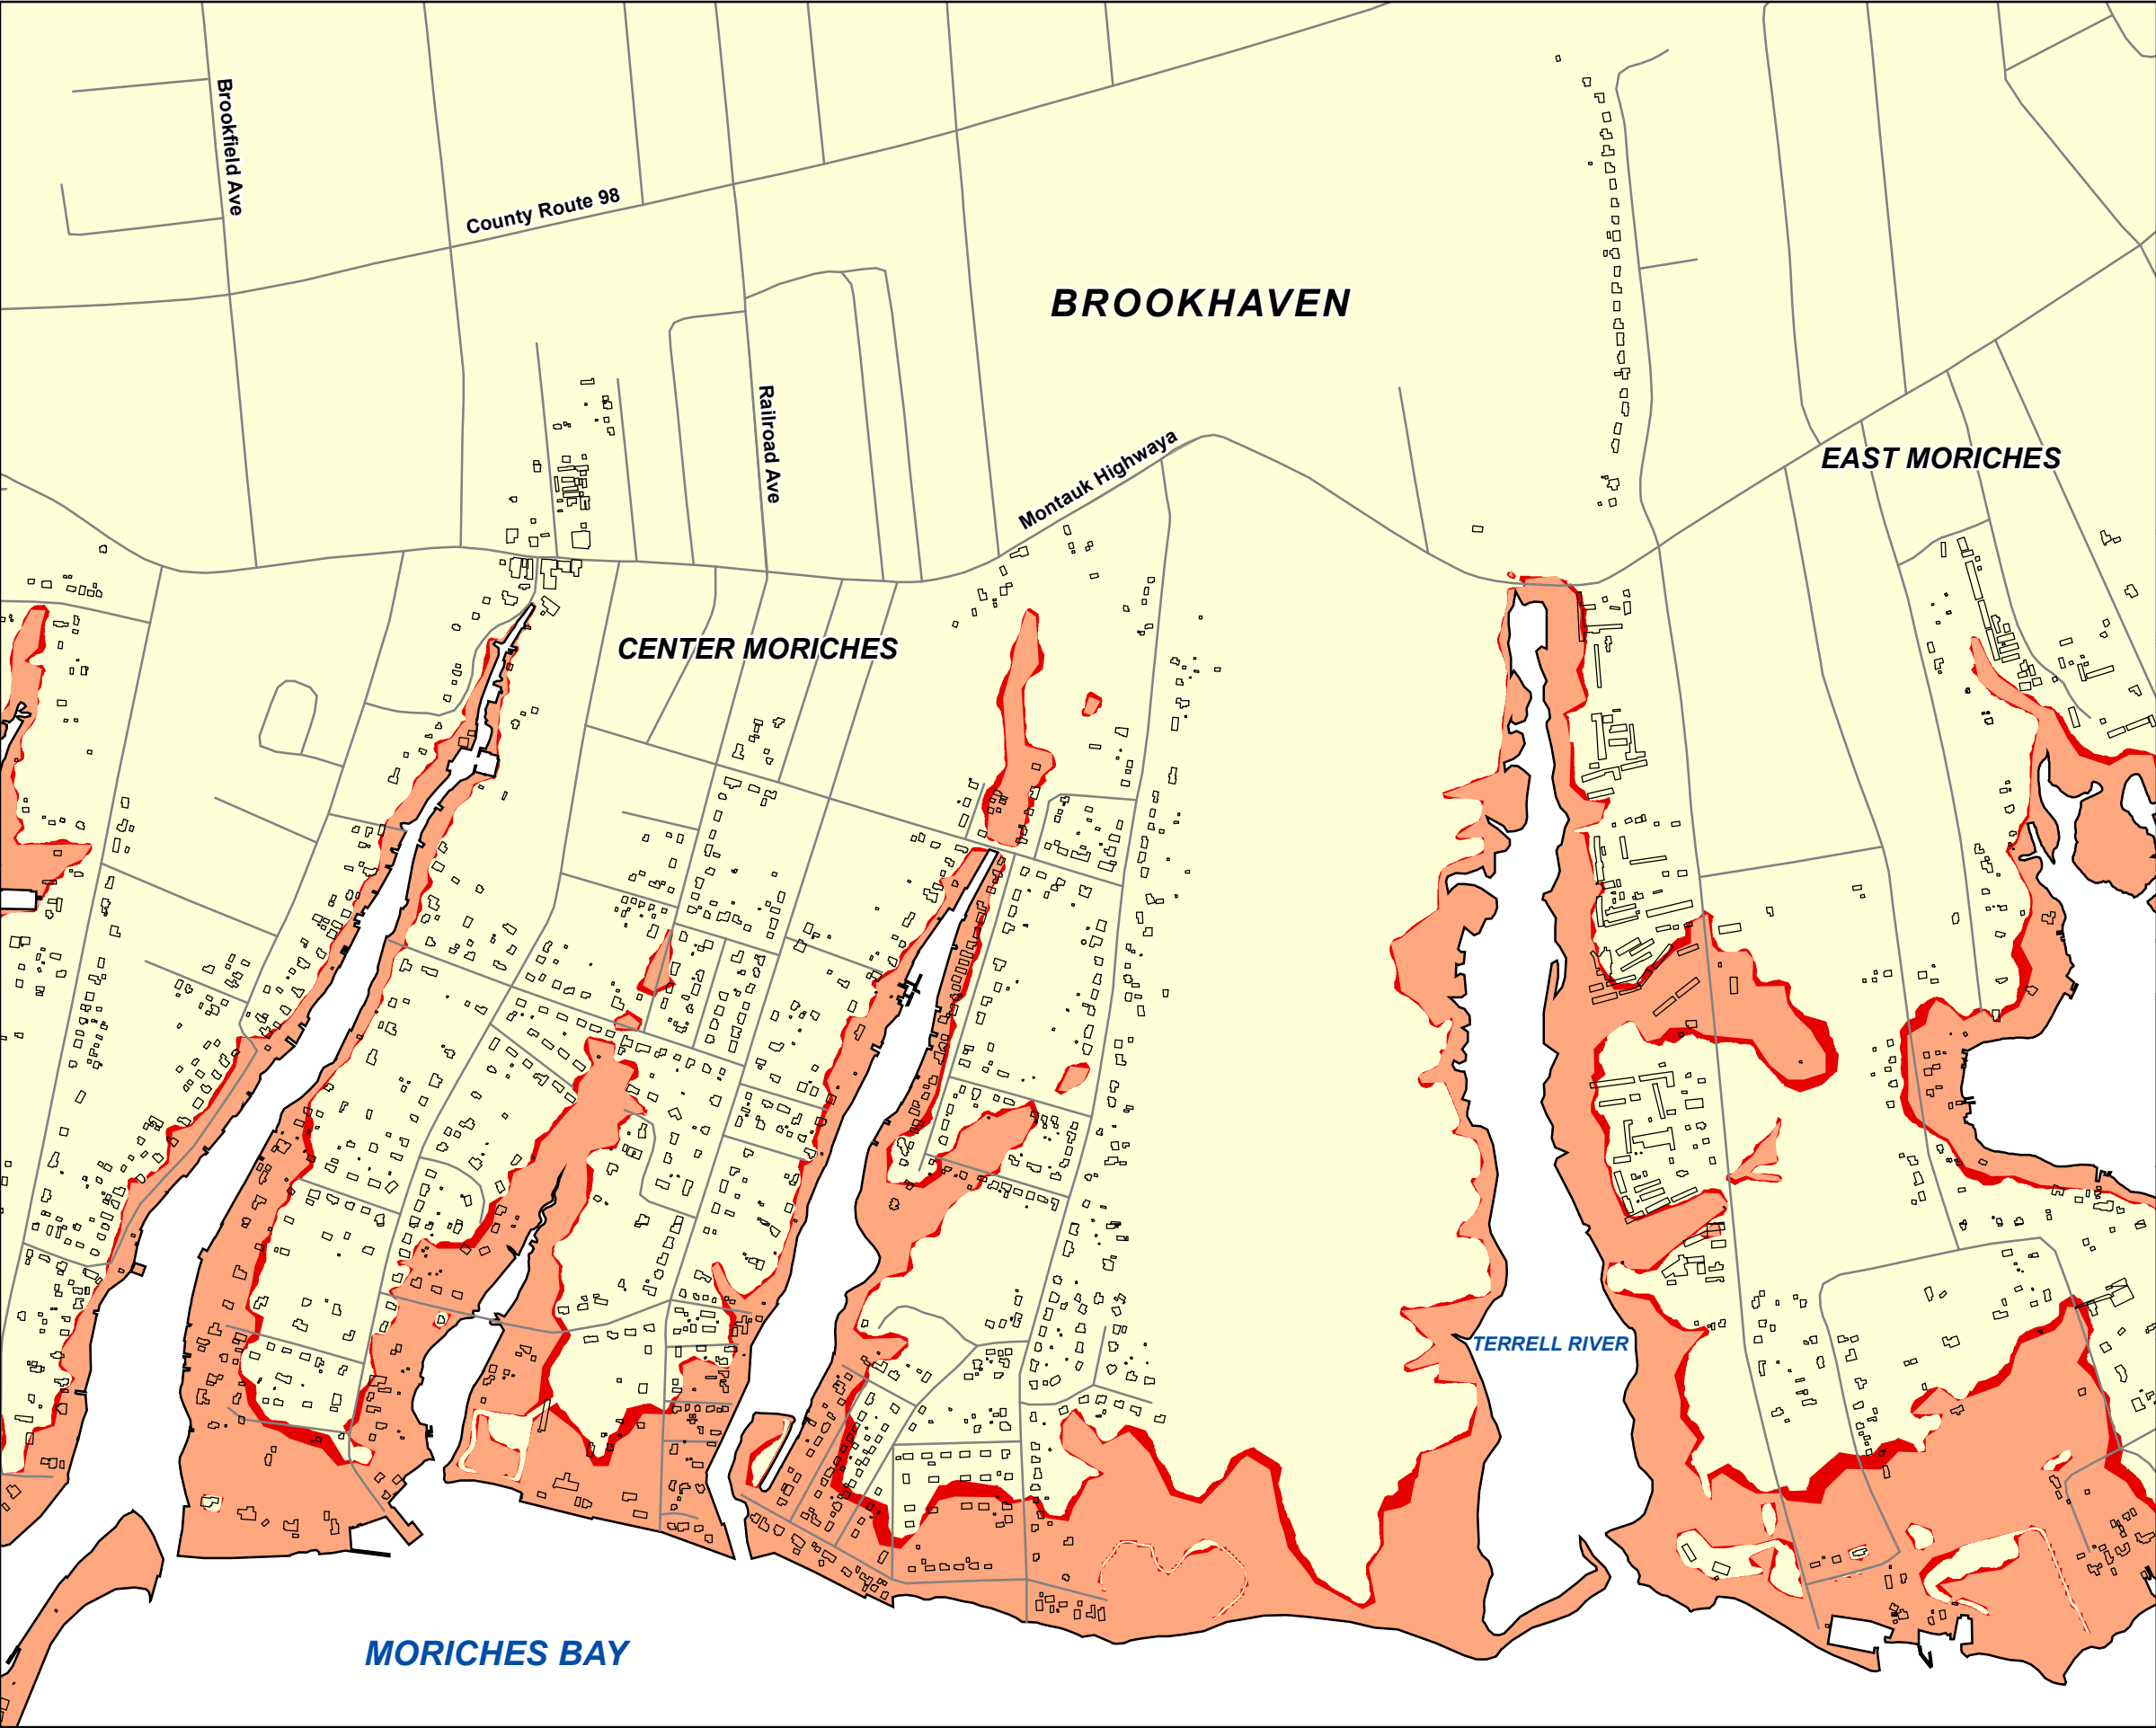 Brookfield Ave
County Route 98
BROOKHAVEN
Railroad Ave
Montauk Highwaya
EAST MORICHES
CENTER MORICHES
TERRELL RIVER
MORICHES BAY